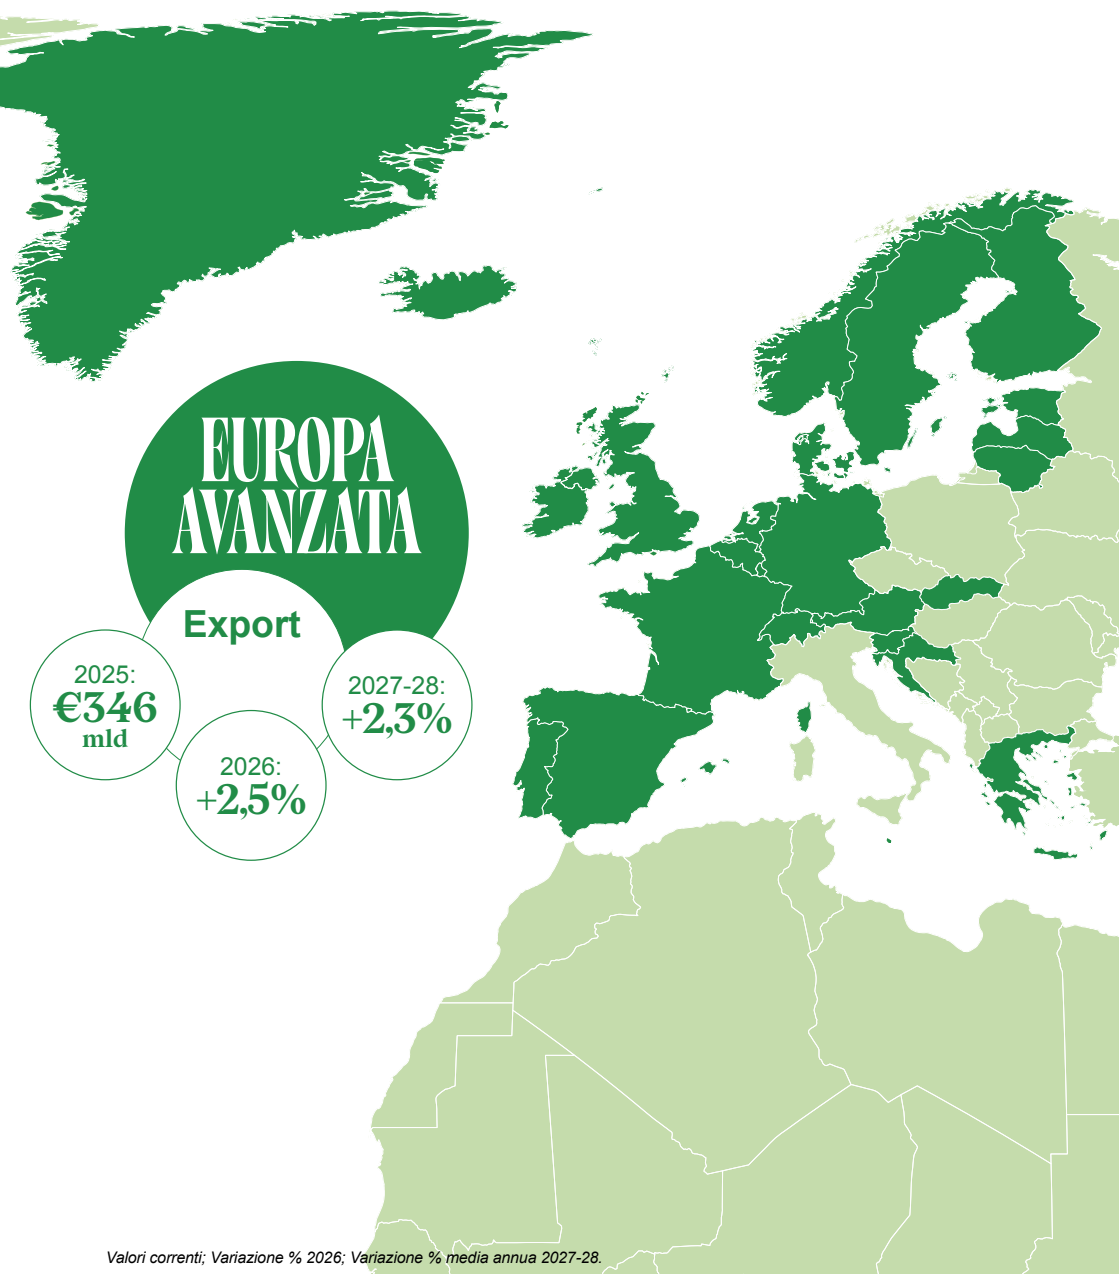 EUROPA
AVANZATA
Export
2025:
€346
mld
2026:
+2,5%
2027-28:
+2,3%
Valori correnti; Variazione % 2026; Variazione % media annua 2027-28.